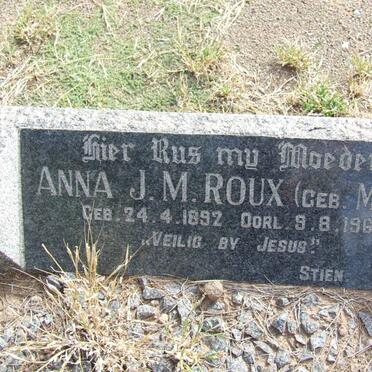 Hier Rus my Moeder
ANNA J. M. ROUX (GEB. M
GEB. 24. 4. 1892 OORL. 9. 8. 196
„VEILIG BY JESUS".
STIEN